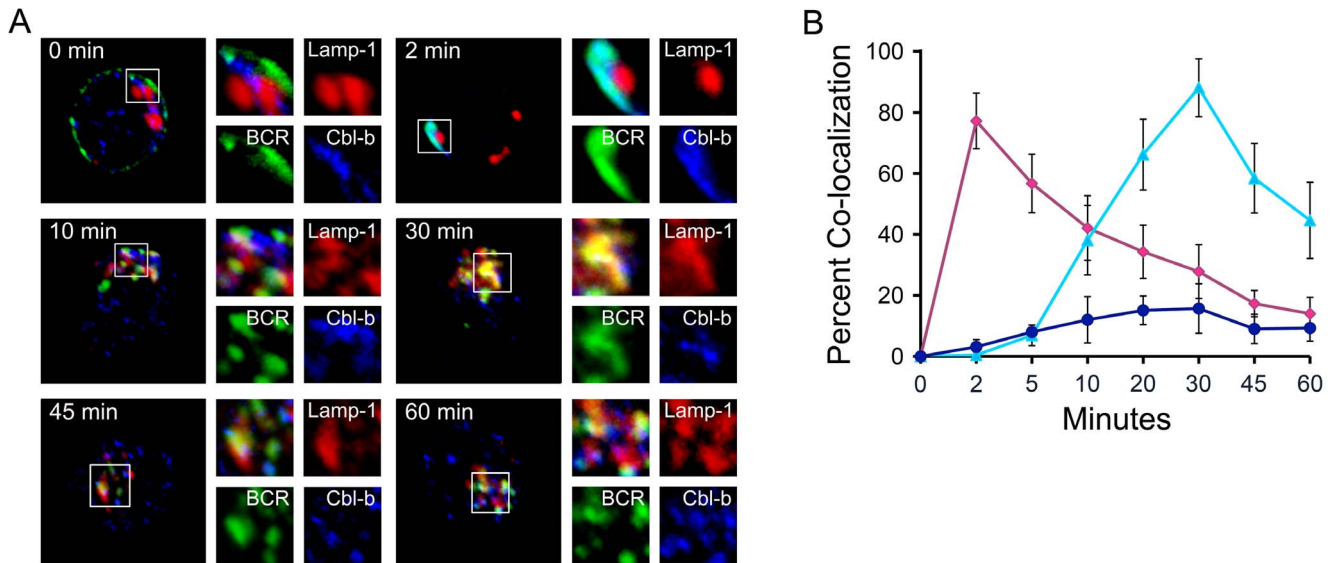 A
0 min
Lamp-1
BCR
Cbl-b
2 min
Lamp-1
BCR
Cbl-b
10 min
Lamp-1
BCR
Cbl-b
30 min
Lamp-1
BCR
Cbl-b
45 min
Lamp-1
BCR
Cbl-b
60 min
Lamp-1
BCR
Cbl-b
B
Percent Co-localization
100
80
60
40
20
0
0 2 5 10 20 30 45 60
Minutes